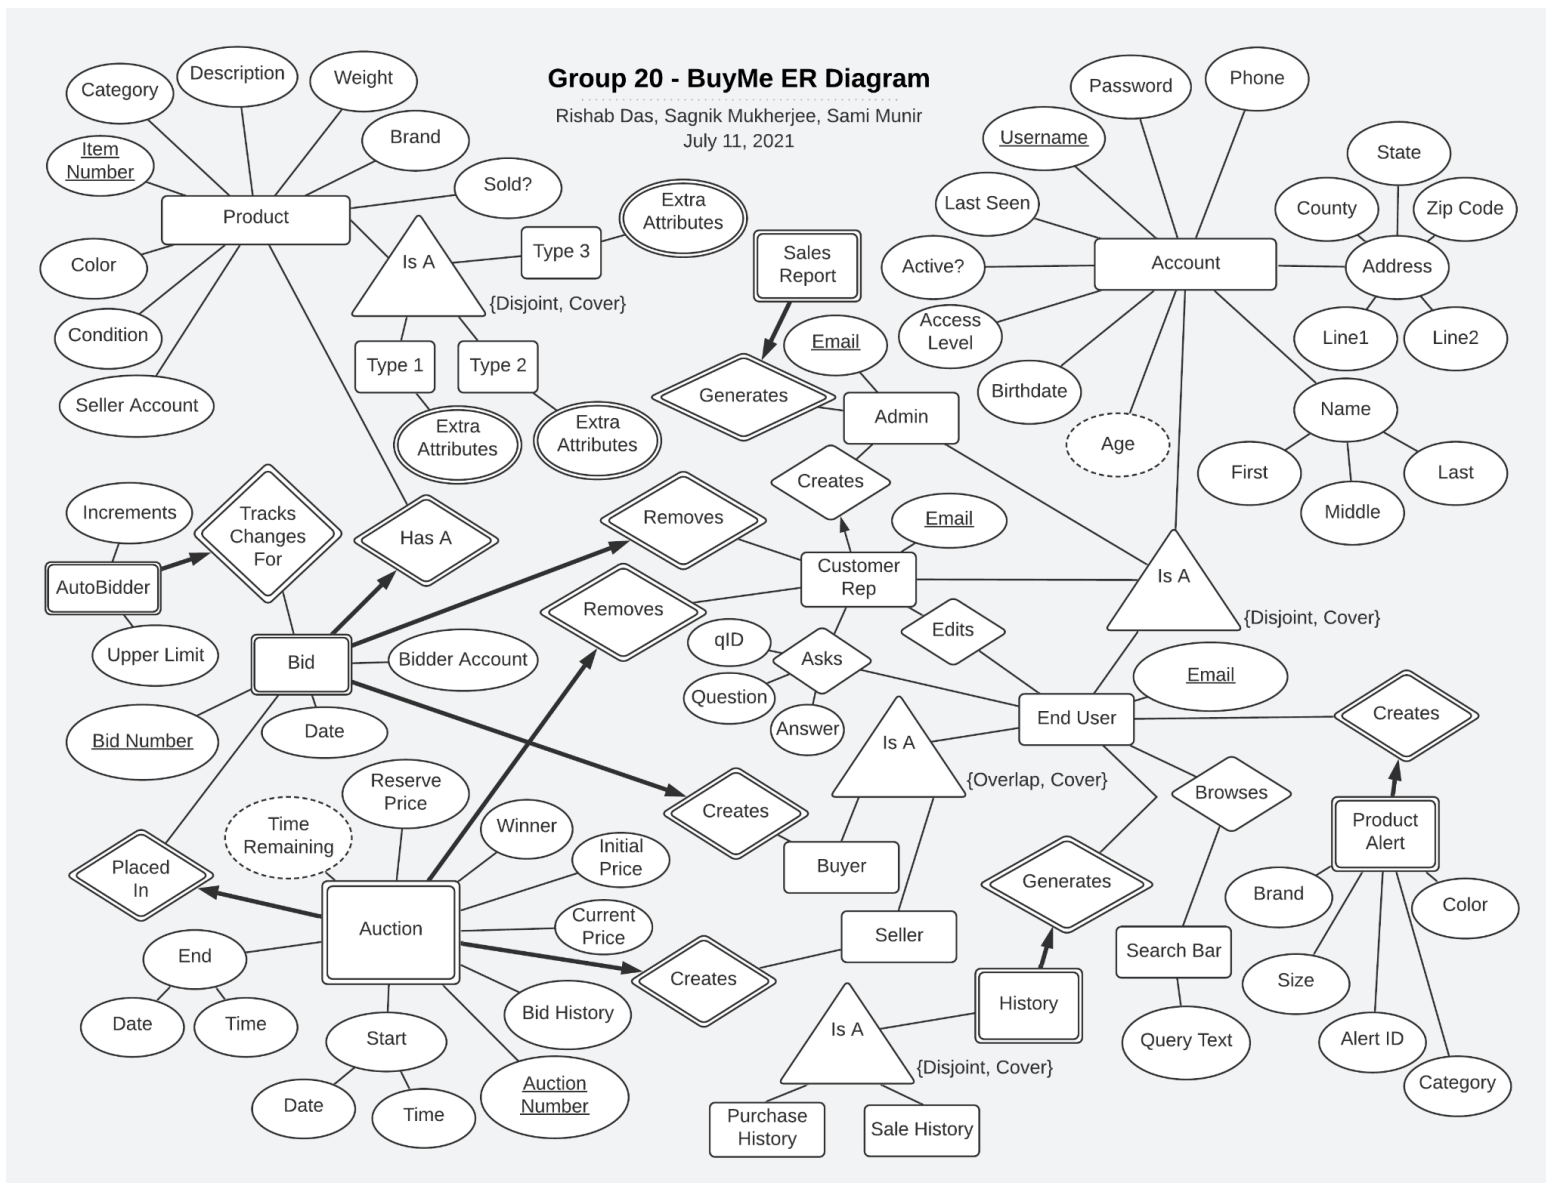 Group 20 - BuyMe ER Diagram
Rishab Das, Sagnik Mukherjee, Sami Munir
July 11, 2021
Category
Description
Weight
Brand
Item
Number
Sold?
Product
Color
Condition
Seller Account
Is A
{Disjoint, Cover}
Type 3
Extra
Attributes
Type 1
Type 2
Extra
Attributes
Extra
Attributes
Sales
Report
Generates
Email
Admin
Creates
Password
Phone
Username
Last Seen
Active?
Access
Level
Birthdate
Age
Account
State
County
Zip Code
Address
Line1
Line2
Name
First
Middle
Last
Is A
{Disjoint, Cover}
Increments
Tracks
Changes
For
Has A
AutoBidder
Upper Limit
Bid
Bidder Account
Bid Number
Date
Removes
Removes
Email
Customer
Rep
Edits
qID
Asks
Question
Answer
End User
Email
Creates
Is A
{Overlap, Cover}
Browses
Product
Alert
Brand
Color
Size
Alert ID
Category
Creates
Buyer
Seller
Generates
Search Bar
Query Text
Placed
In
Time
Remaining
Reserve
Price
Winner
Initial
Price
Current
Price
Auction
Creates
End
Date
Time
Start
Date
Time
Bid History
Auction
Number
History
Is A
{Disjoint, Cover}
Purchase
History
Sale History